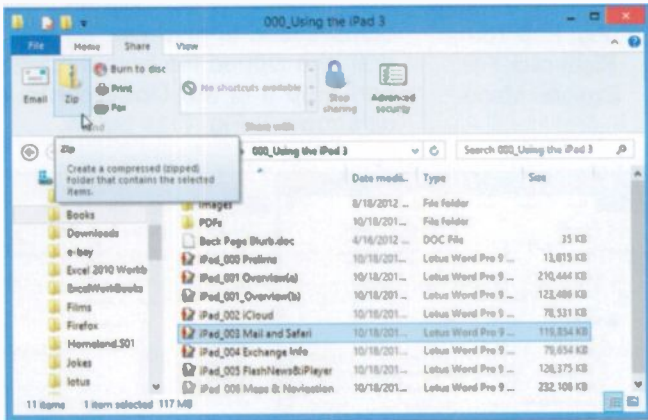 000_Using the iPad 3
File Home Share View
Email
Zip
Burn to disc
Print
Fax
No shortcuts available
Stop sharing
Advanced security
Share with
000_Using the iPad 3
Search 000_Using the iPad 3
Zip
Create a compressed (zipped)
folder that contains the selected
items.
Date modi... Type Size
Books
Downloads
e-bay
Excel 2010 Workb
ExcelWorkBooks
Films
Firefox
Homeland.S01
Jokes
lotus
Images 8/18/2012 ... File folder
PDFs 10/18/201... File folder
Back Page Blurb.doc 4/16/2012 ... DOC File 35 KB
iPad_000 Prelims 10/18/201... Lotus Word Pro 9 ... 13,819 KB
iPad_001 Overview(a) 10/18/201... Lotus Word Pro 9 ... 210,444 KB
iPad_001_Overview(b) 10/18/201... Lotus Word Pro 9 ... 123,486 KB
iPad_002 iCloud 10/18/201... Lotus Word Pro 9 ... 78,531 KB
iPad_003 Mail and Safari 10/18/201... Lotus Word Pro 9 ... 119,854 KB
iPad_004 Exchange Info 10/18/201... Lotus Word Pro 9 ... 79,654 KB
iPad_005 FlashNews&iPlayer 10/18/201... Lotus Word Pro 9 ... 126,375 KB
iPad 006 Maps & Navigation 10/18/201... Lotus Word Pro 9 ... 232,108 KB
11 items 1 item selected 117 MB